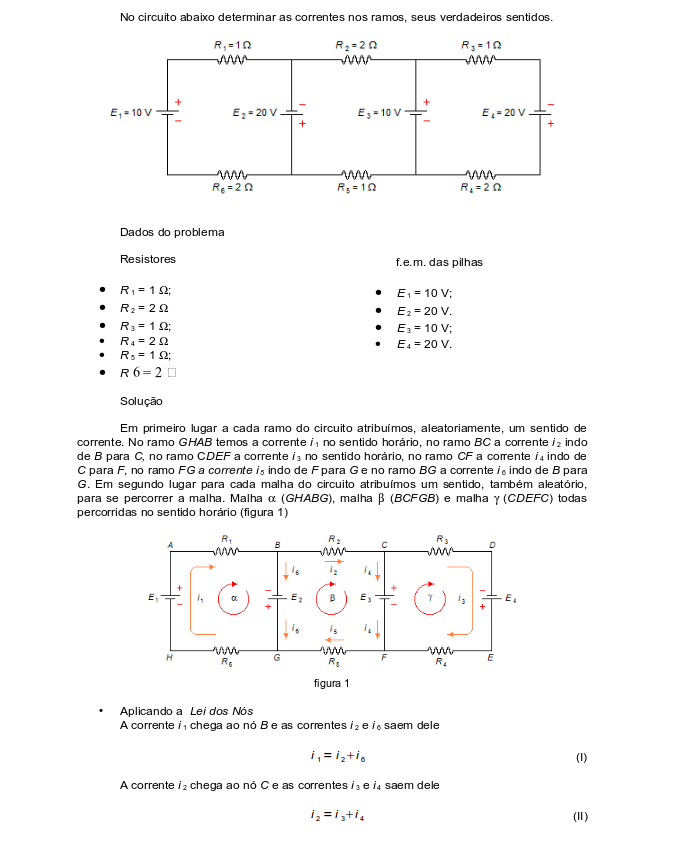 No circuito abaixo determinar as correntes nos ramos, seus verdadeiros sentidos.
R1 = 1 Ω
R2 = 2 Ω
R3 = 1 Ω
+
−
+
−
E1 = 10 V
E2 = 20 V
E3 = 10 V
E4 = 20 V
−
+
−
+
R6 = 2 Ω
R5 = 1 Ω
R4 = 2 Ω
Dados do problema
Resistores
f.e.m. das pilhas
• R1 = 1 Ω;
• R2 = 2 Ω
• R3 = 1 Ω;
• R4 = 2 Ω
• R5 = 1 Ω;
• R 6 = 2 □
• E1 = 10 V;
• E2 = 20 V.
• E3 = 10 V;
• E4 = 20 V.
Solução
Em primeiro lugar a cada ramo do circuito atribuímos, aleatoriamente, um sentido de
corrente. No ramo GHAB temos a corrente i1 no sentido horário, no ramo BC a corrente i2 indo
de B para C, no ramo CDEF a corrente i3 no sentido horário, no ramo CF a corrente i4 indo de
C para F, no ramo FG a corrente i5 indo de F para G e no ramo BG a corrente i6 indo de B para
G. Em segundo lugar para cada malha do circuito atribuímos um sentido, também aleatório,
para se percorrer a malha. Malha α (GHABG), malha β (BCFGB) e malha γ (CDEFC) todas
percorridas no sentido horário (figura 1)
A
R1
B
R2
C
R3
D
i6
i2
i4
+
−
+
−
E1
−
+
i1
α
−
+
E2
β
E3
+
−
γ
i3
−
+
E4
i6
i5
i4
H
R6
G
R5
F
R4
E
figura 1
• Aplicando a Lei dos Nós
A corrente i1 chega ao nó B e as correntes i2 e i6 saem dele
i1 = i2+i6 (I)
A corrente i2 chega ao nó C e as correntes i3 e i4 saem dele
i2 = i3+i4 (II)